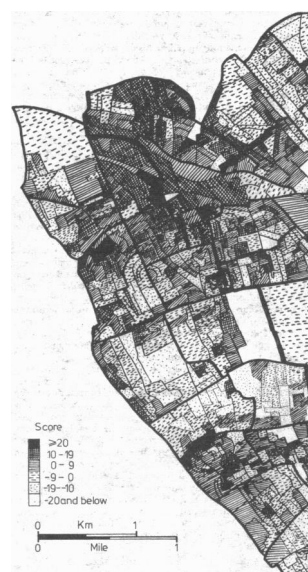 Score
⩾20
10-19
0-9
-9-0
-19--10
-20and below
0 Km 1
0 Mile 1